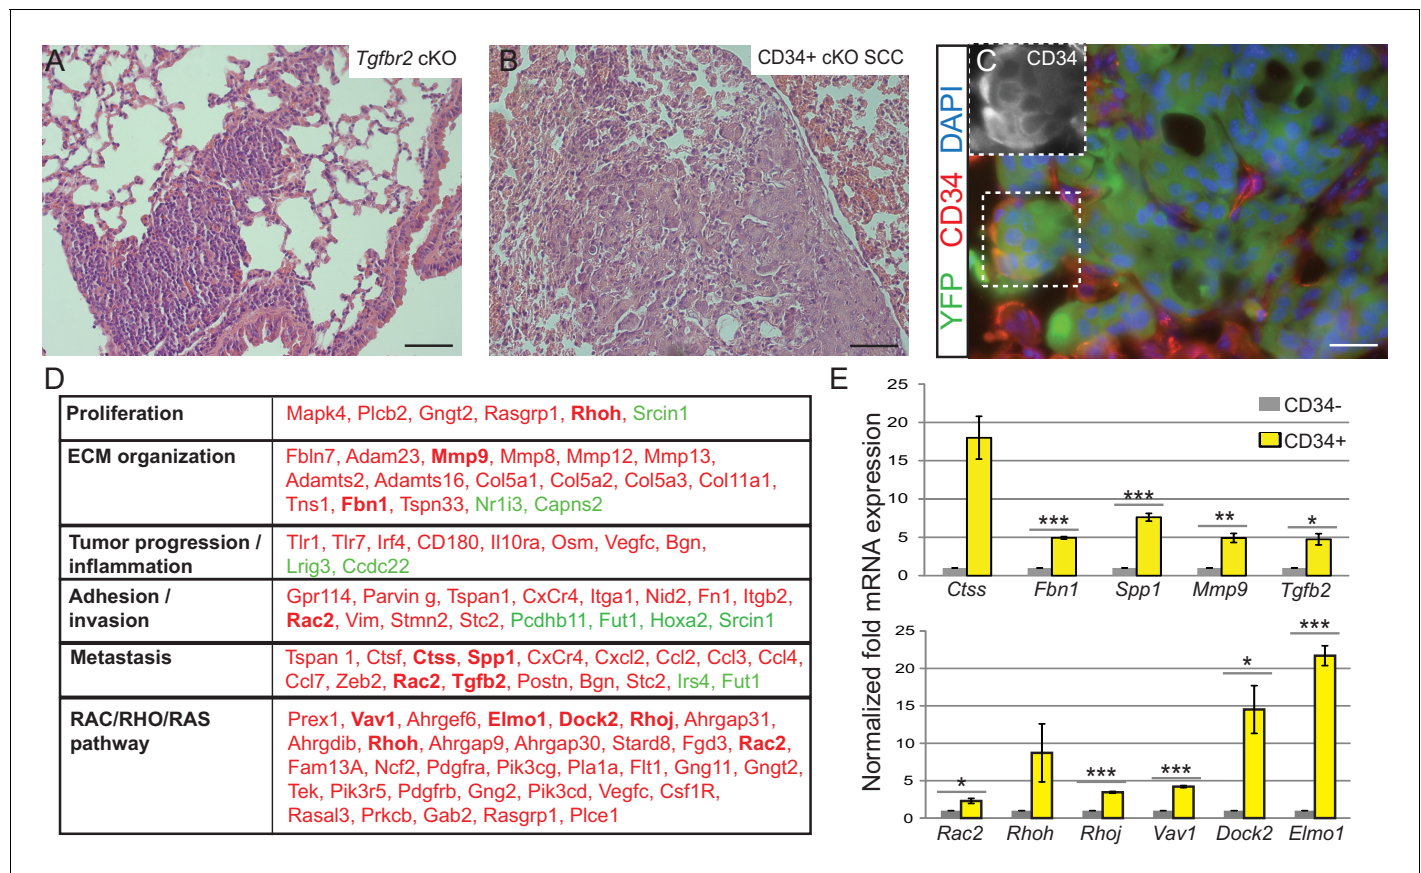 A
Tgfbr2 cKO
B
CD34+ cKO SCC
C
CD34
YFP CD34 DAPI
D
Proliferation
Mapk4, Plcb2, Gngt2, Rasgrp1, Rhoh, Srcin1
ECM organization
Fbln7, Adam23, Mmp9, Mmp8, Mmp12, Mmp13,
Adamts2, Adamts16, Col5a1, Col5a2, Col5a3, Col11a1,
Tns1, Fbn1, Tspn33, Nr1i3, Capns2
Tumor progression /
inflammation
Tlr1, Tlr7, Irf4, CD180, Il10ra, Osm, Vegfc, Bgn,
Lrig3, Ccdc22
Adhesion /
invasion
Gpr114, Parvin g, Tspan1, CxCr4, Itga1, Nid2, Fn1, Itgb2,
Rac2, Vim, Stmn2, Stc2, Pcdhb11, Fut1, Hoxa2, Srcin1
Metastasis
Tspan 1, Ctsf, Ctss, Spp1, CxCr4, Cxcl2, Ccl2, Ccl3, Ccl4,
Ccl7, Zeb2, Rac2, Tgfb2, Postn, Bgn, Stc2, Irs4, Fut1
RAC/RHO/RAS
pathway
Prex1, Vav1, Ahrgef6, Elmo1, Dock2, Rhoj, Ahrgap31,
Ahrgdib, Rhoh, Ahrgap9, Ahrgap30, Stard8, Fgd3, Rac2,
Fam13A, Ncf2, Pdgfra, Pik3cg, Pla1a, Flt1, Gng11, Gngt2,
Tek, Pik3r5, Pdgfrb, Gng2, Pik3cd, Vegfc, Csf1R,
Rasal3, Prkcb, Gab2, Rasgrp1, Plce1
E
Normalized fold mRNA expression
25
20
15
10
5
0
CD34-
CD34+
*** *** ** *
Ctss Fbn1 Spp1 Mmp9 Tgfb2
25
20
15
10
5
0
* *** *** * ***
Rac2 Rhoh Rhoj Vav1 Dock2 Elmo1